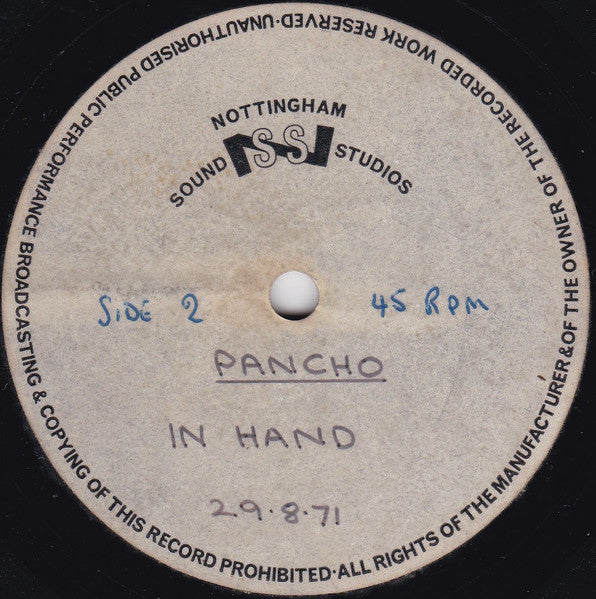 ALL RIGHTS OF THE MANUFACTURER & OF THE OWNER OF THE RECORDED WORK RESERVED·UNAUTHORISED PUBLIC PERFORMANCE BROADCASTING & COPYING OF THIS RECORD PROHIBITED·
NOTTINGHAM
SOUND NSS STUDIOS
SIDE 2 45 RPM
PANCHO
IN HAND
29·8·71